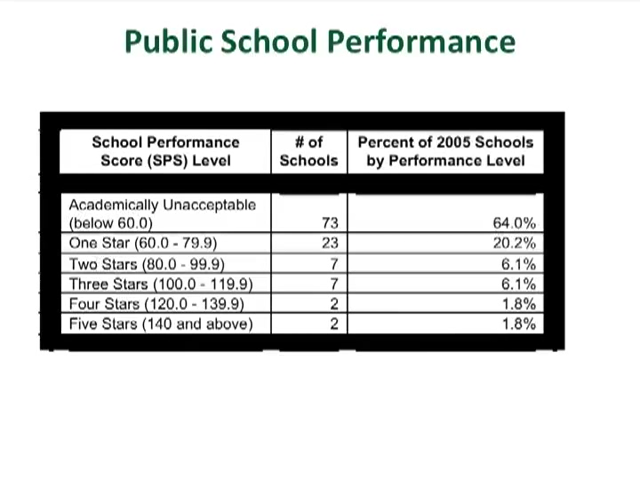 Public School Performance
School Performance Score (SPS) Level # of Schools Percent of 2005 Schools by Performance Level
Academically Unacceptable (below 60.0) 73 64.0%
One Star (60.0 - 79.9) 23 20.2%
Two Stars (80.0 - 99.9) 7 6.1%
Three Stars (100.0 - 119.9) 7 6.1%
Four Stars (120.0 - 139.9) 2 1.8%
Five Stars (140 and above) 2 1.8%